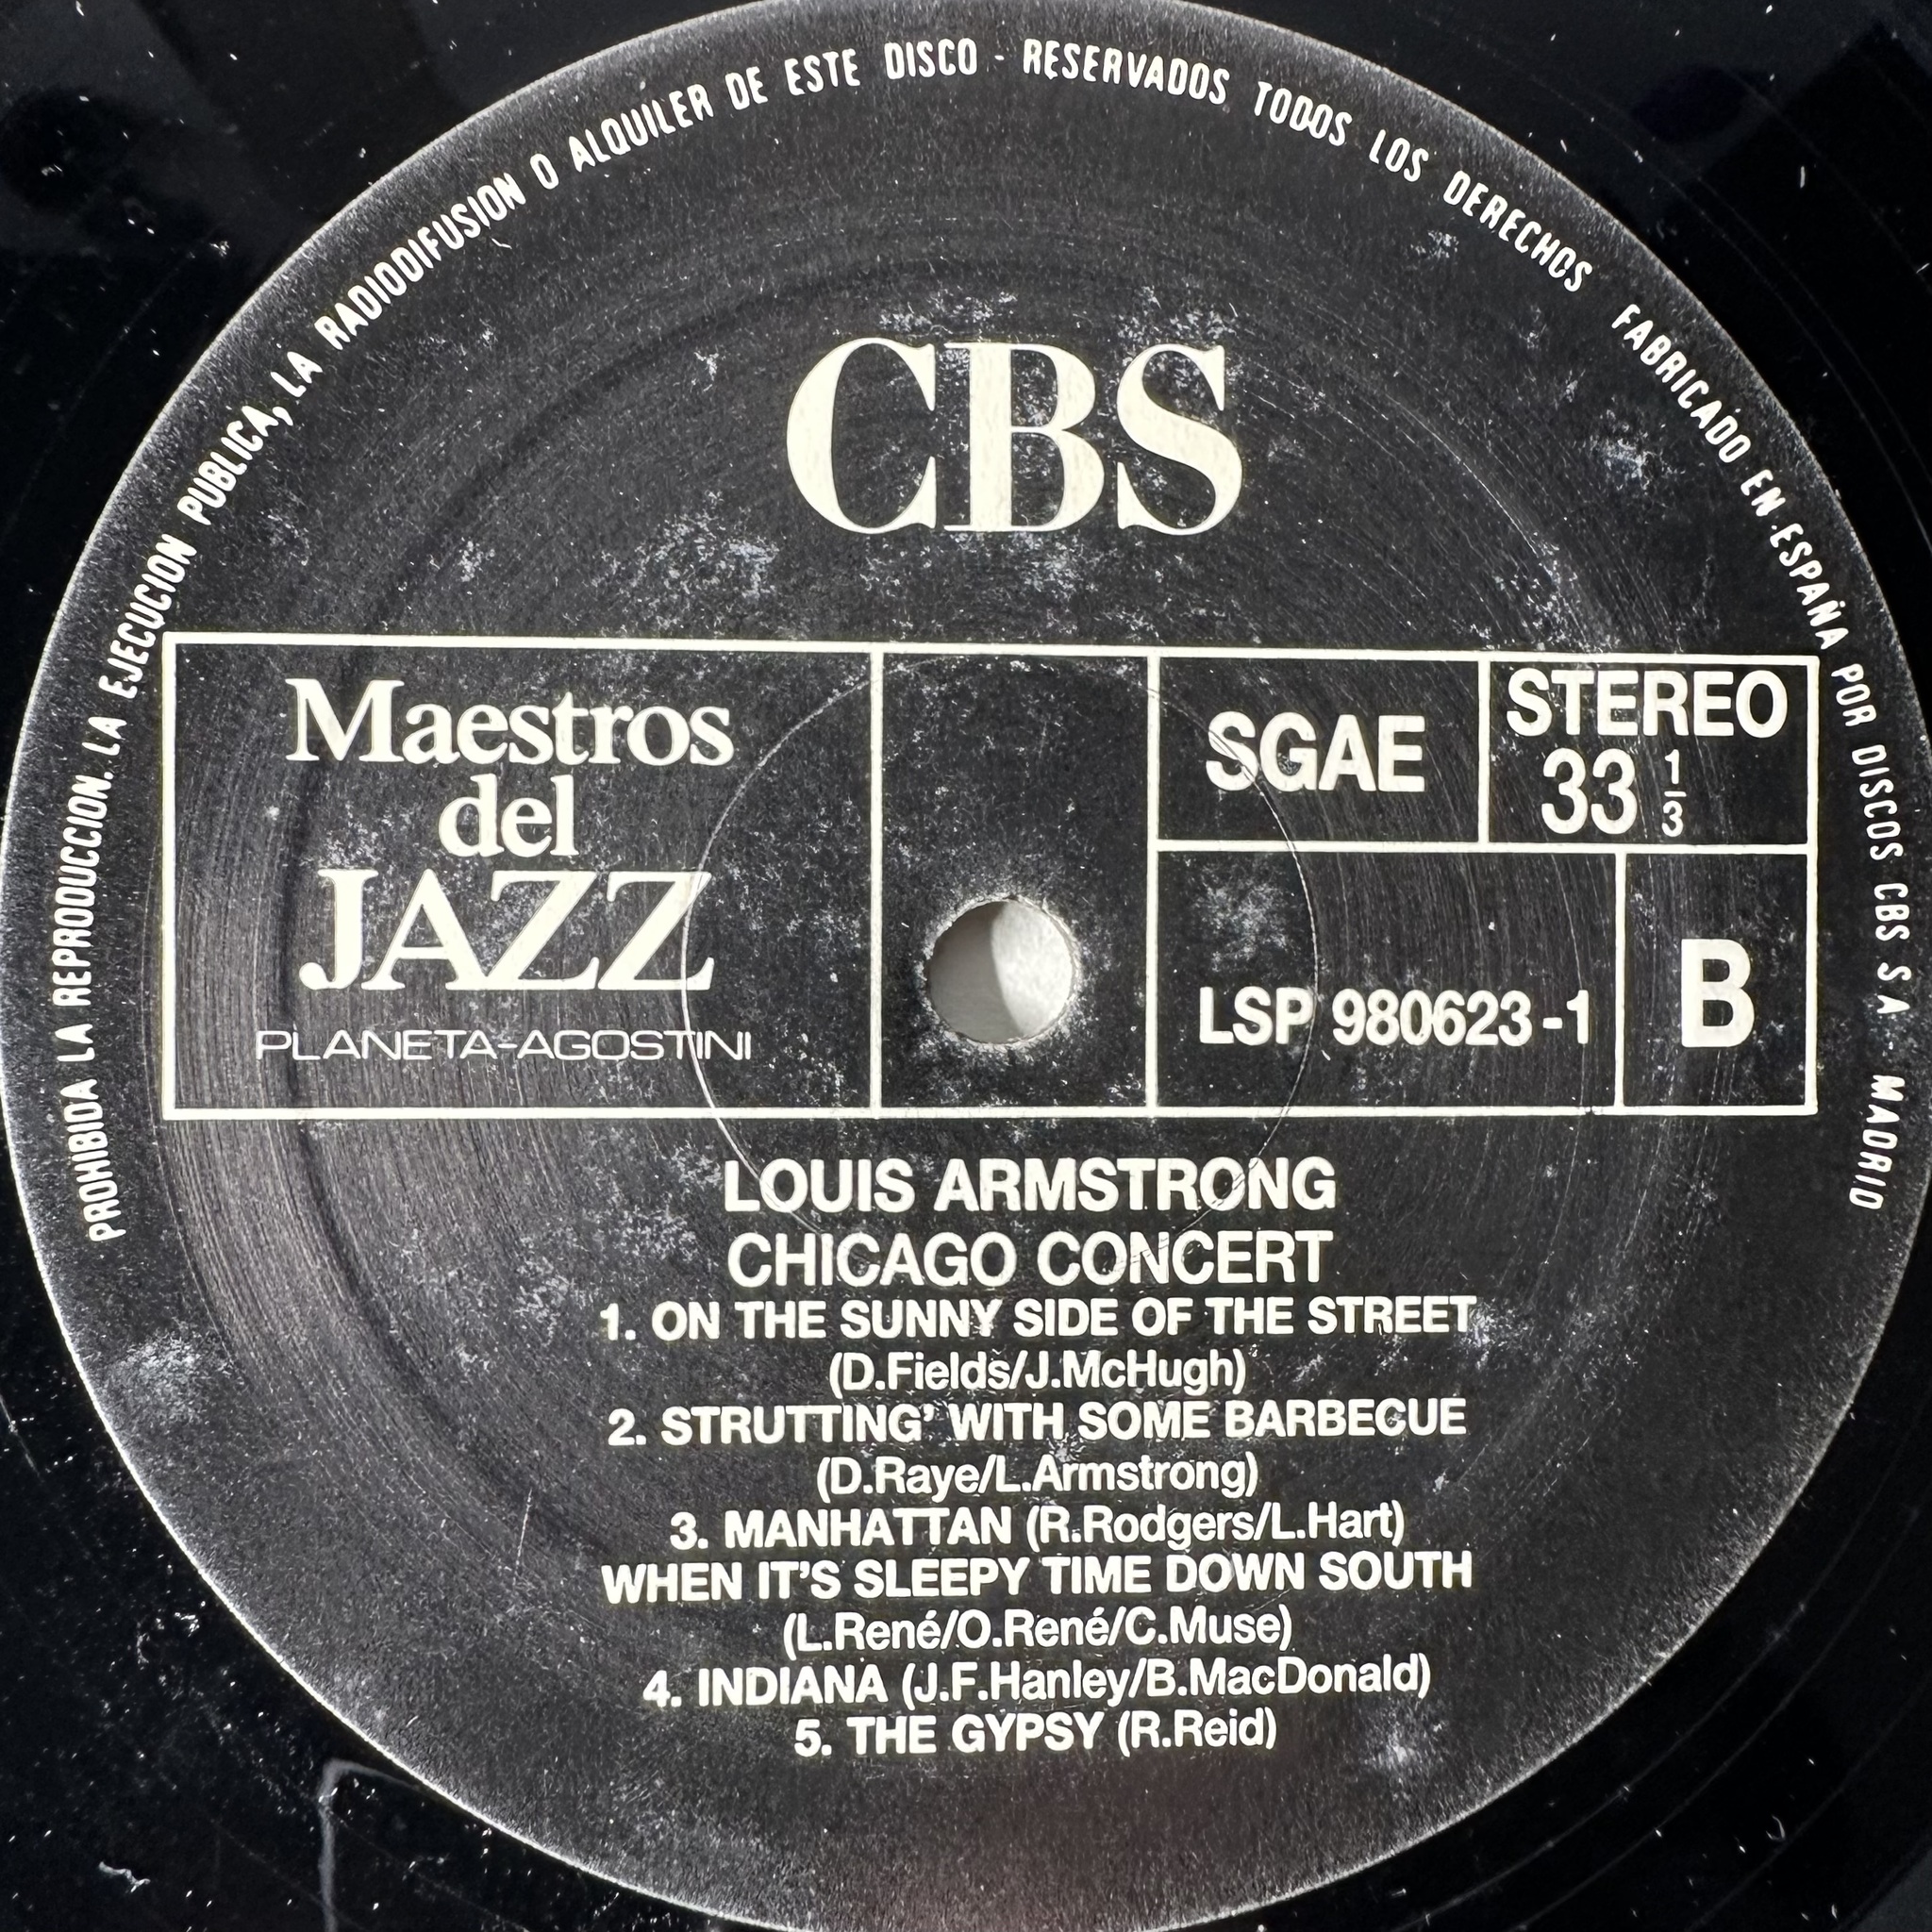 PROHIBIDA LA REPRODUCCION. LA EJECUCION PUBLICA, LA RADIODIFUSION O ALQUILER DE ESTE DISCO - RESERVADOS TODOS LOS DERECHOS FABRICADO EN ESPAÑA POR DISCOS CBS S A - MADRID
CBS
Maestros
del
JAZZ
PLANETA-AGOSTINI
SGAE
STEREO
33 1/3
LSP 980623-1
B
LOUIS ARMSTRONG
CHICAGO CONCERT
1. ON THE SUNNY SIDE OF THE STREET
(D.Fields/J.McHugh)
2. STRUTTING' WITH SOME BARBECUE
(D.Raye/L.Armstrong)
3. MANHATTAN (R.Rodgers/L.Hart)
WHEN IT'S SLEEPY TIME DOWN SOUTH
(L.René/O.René/C.Muse)
4. INDIANA (J.F.Hanley/B.MacDonald)
5. THE GYPSY (R.Reid)